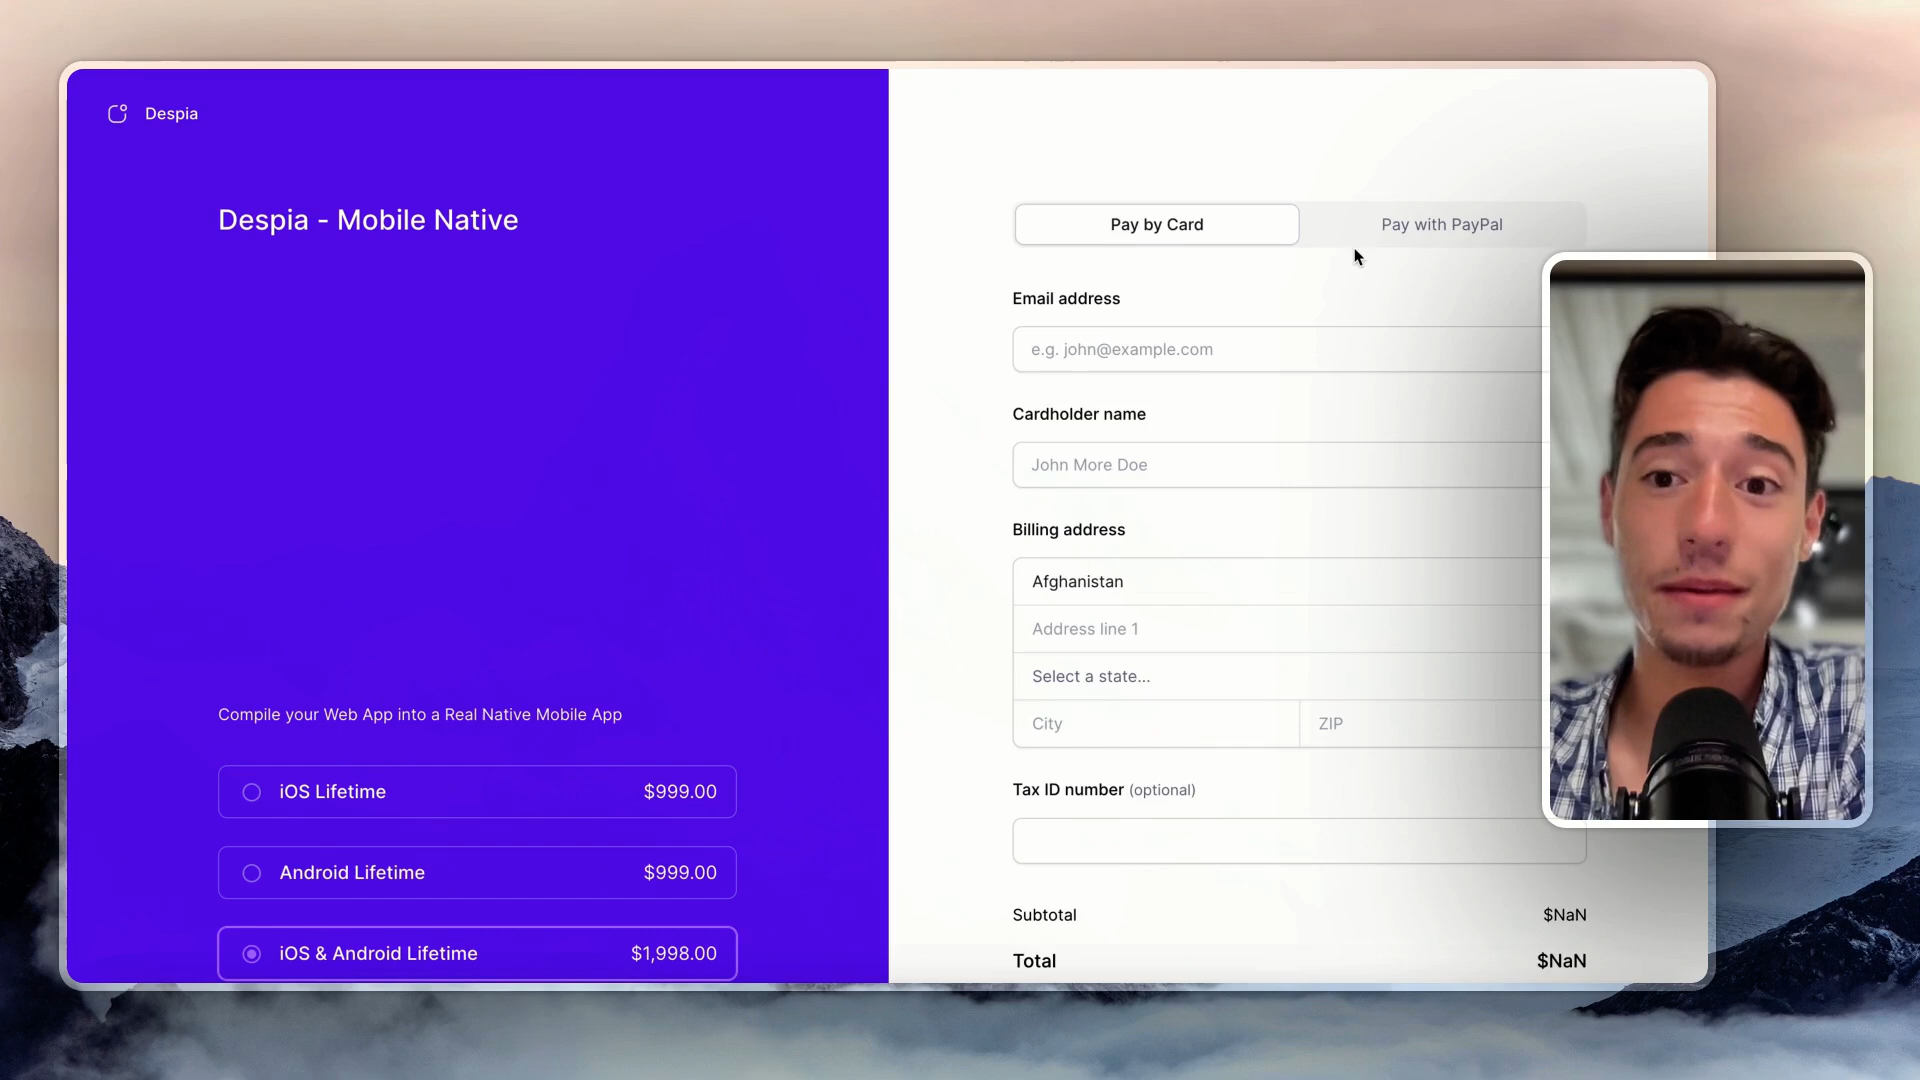 Despia
Despia - Mobile Native
Compile your Web App into a Real Native Mobile App
iOS Lifetime $999.00
Android Lifetime $999.00
iOS & Android Lifetime $1,998.00
Pay by Card Pay with PayPal
Email address
e.g. john@example.com
Cardholder name
John More Doe
Billing address
Afghanistan
Address line 1
Select a state...
City ZIP
Tax ID number (optional)
Subtotal $NaN
Total $NaN